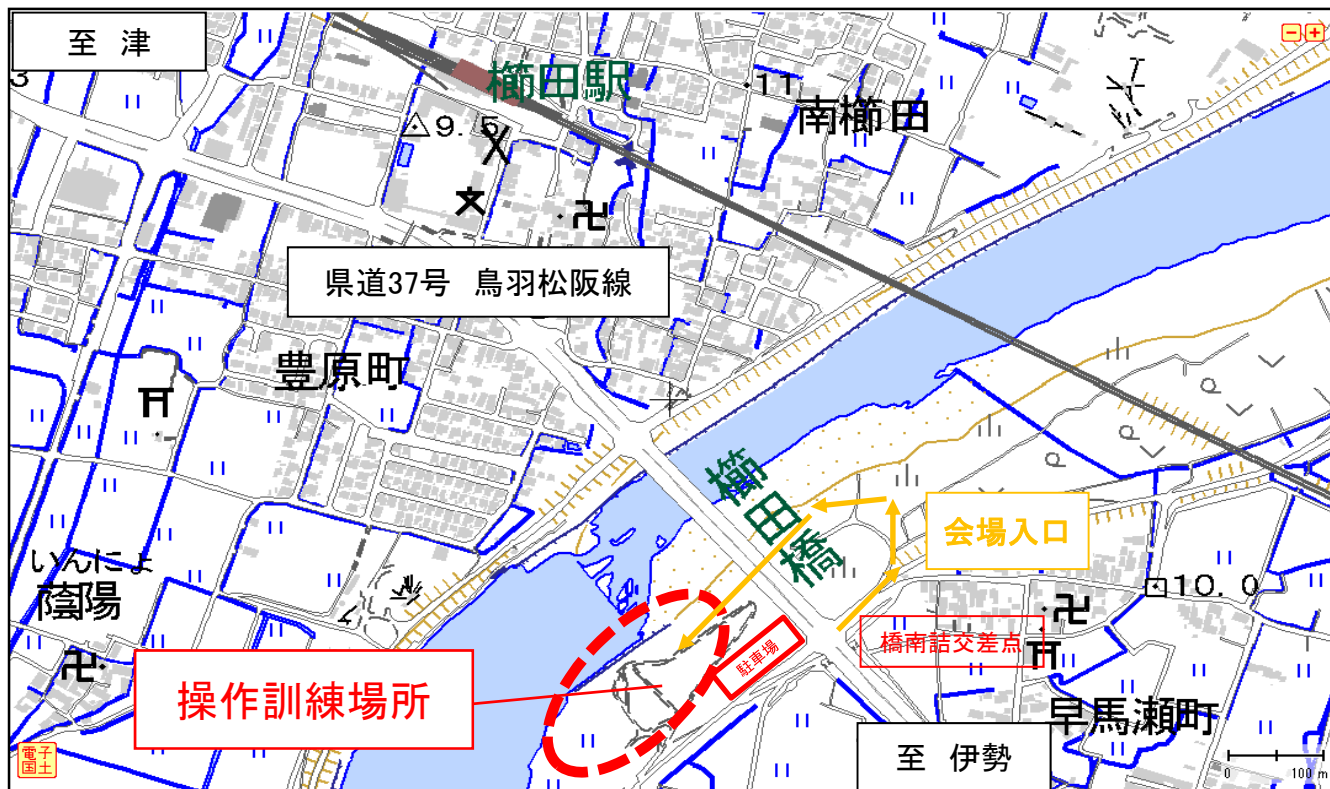 至 津
櫛田駅
11
南櫛田
3
9.5
県道37号 鳥羽松阪線
豊原町
櫛田橋
会場入口
いんにょ
蔭陽
10.0
橋南詰交差点
駐車場
操作訓練場所
早馬瀬町
至 伊勢
電子
国土
0 100 m